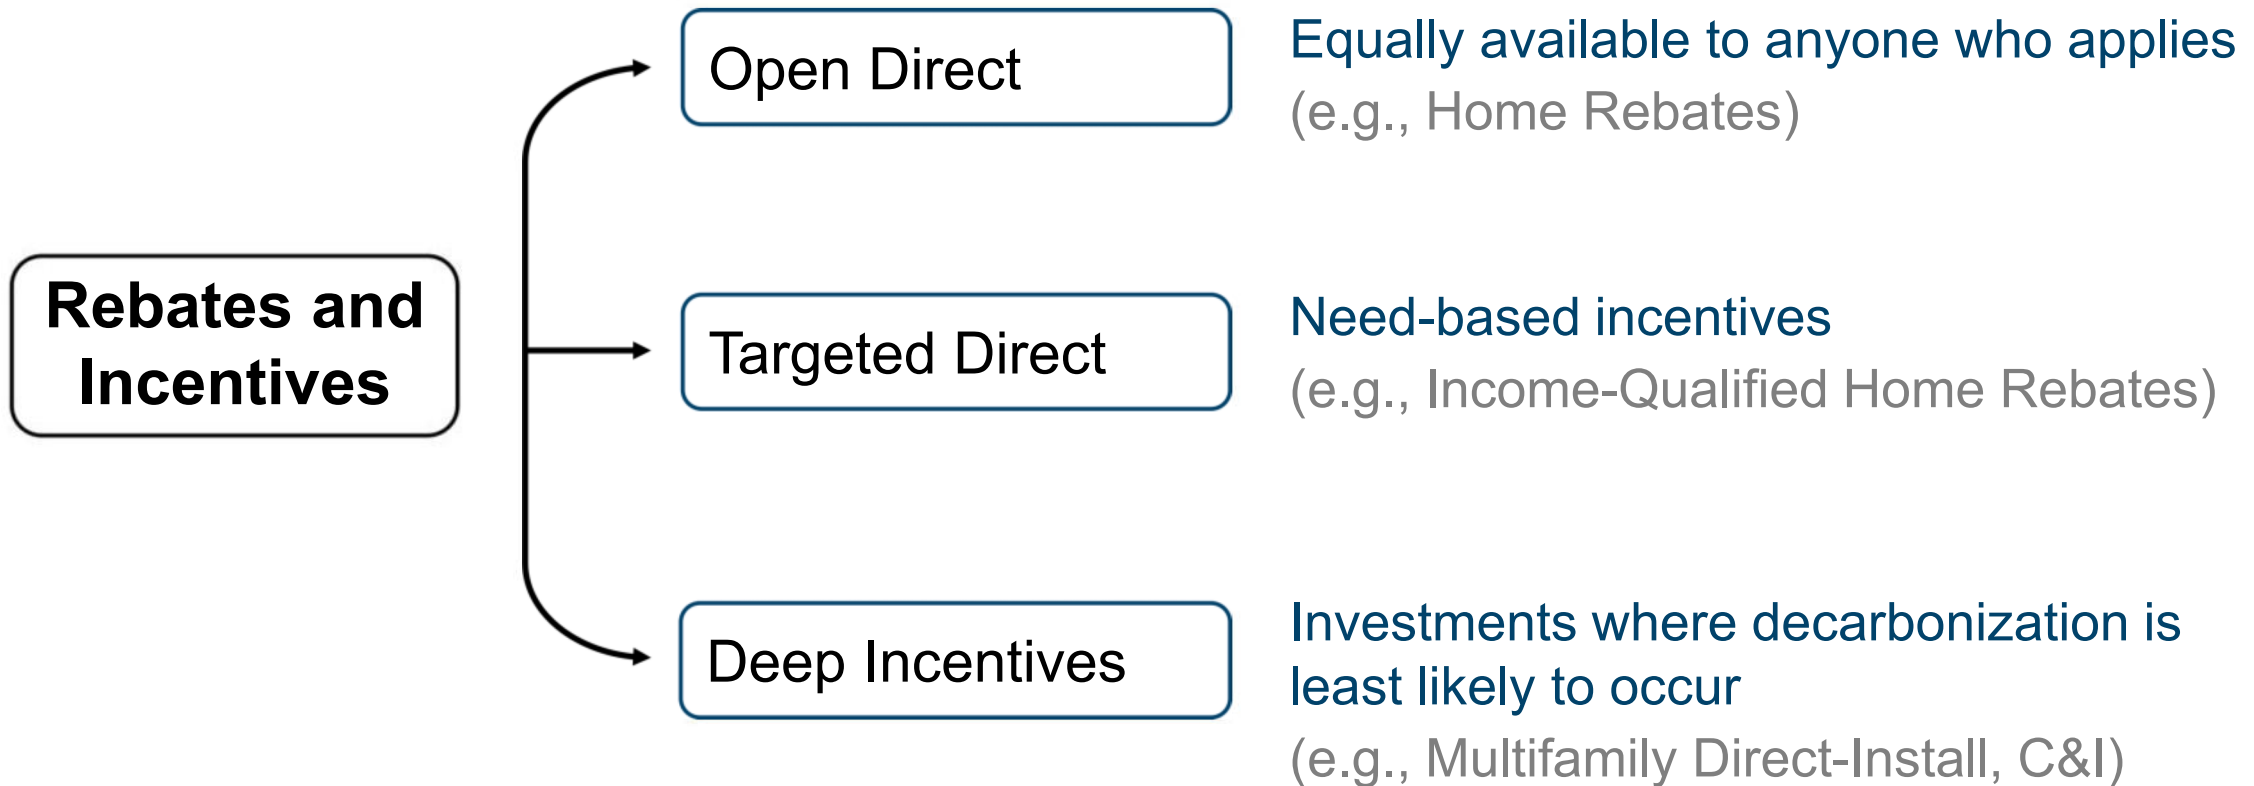 Rebates and
Incentives
Open Direct
Equally available to anyone who applies
(e.g., Home Rebates)
Targeted Direct
Need-based incentives
(e.g., Income-Qualified Home Rebates)
Deep Incentives
Investments where decarbonization is
least likely to occur
(e.g., Multifamily Direct-Install, C&I)